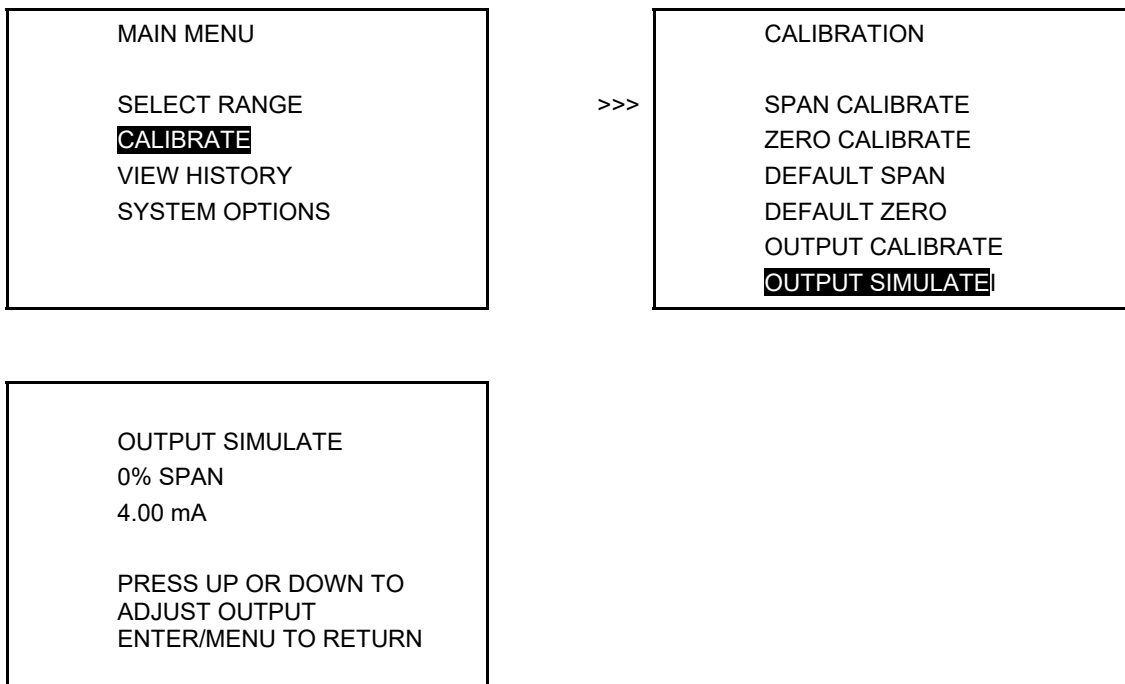 MAIN MENU
SELECT RANGE
CALIBRATE
VIEW HISTORY
SYSTEM OPTIONS
>>>
CALIBRATION
SPAN CALIBRATE
ZERO CALIBRATE
DEFAULT SPAN
DEFAULT ZERO
OUTPUT CALIBRATE
OUTPUT SIMULATEl
OUTPUT SIMULATE
0% SPAN
4.00 mA
PRESS UP OR DOWN TO
ADJUST OUTPUT
ENTER/MENU TO RETURN